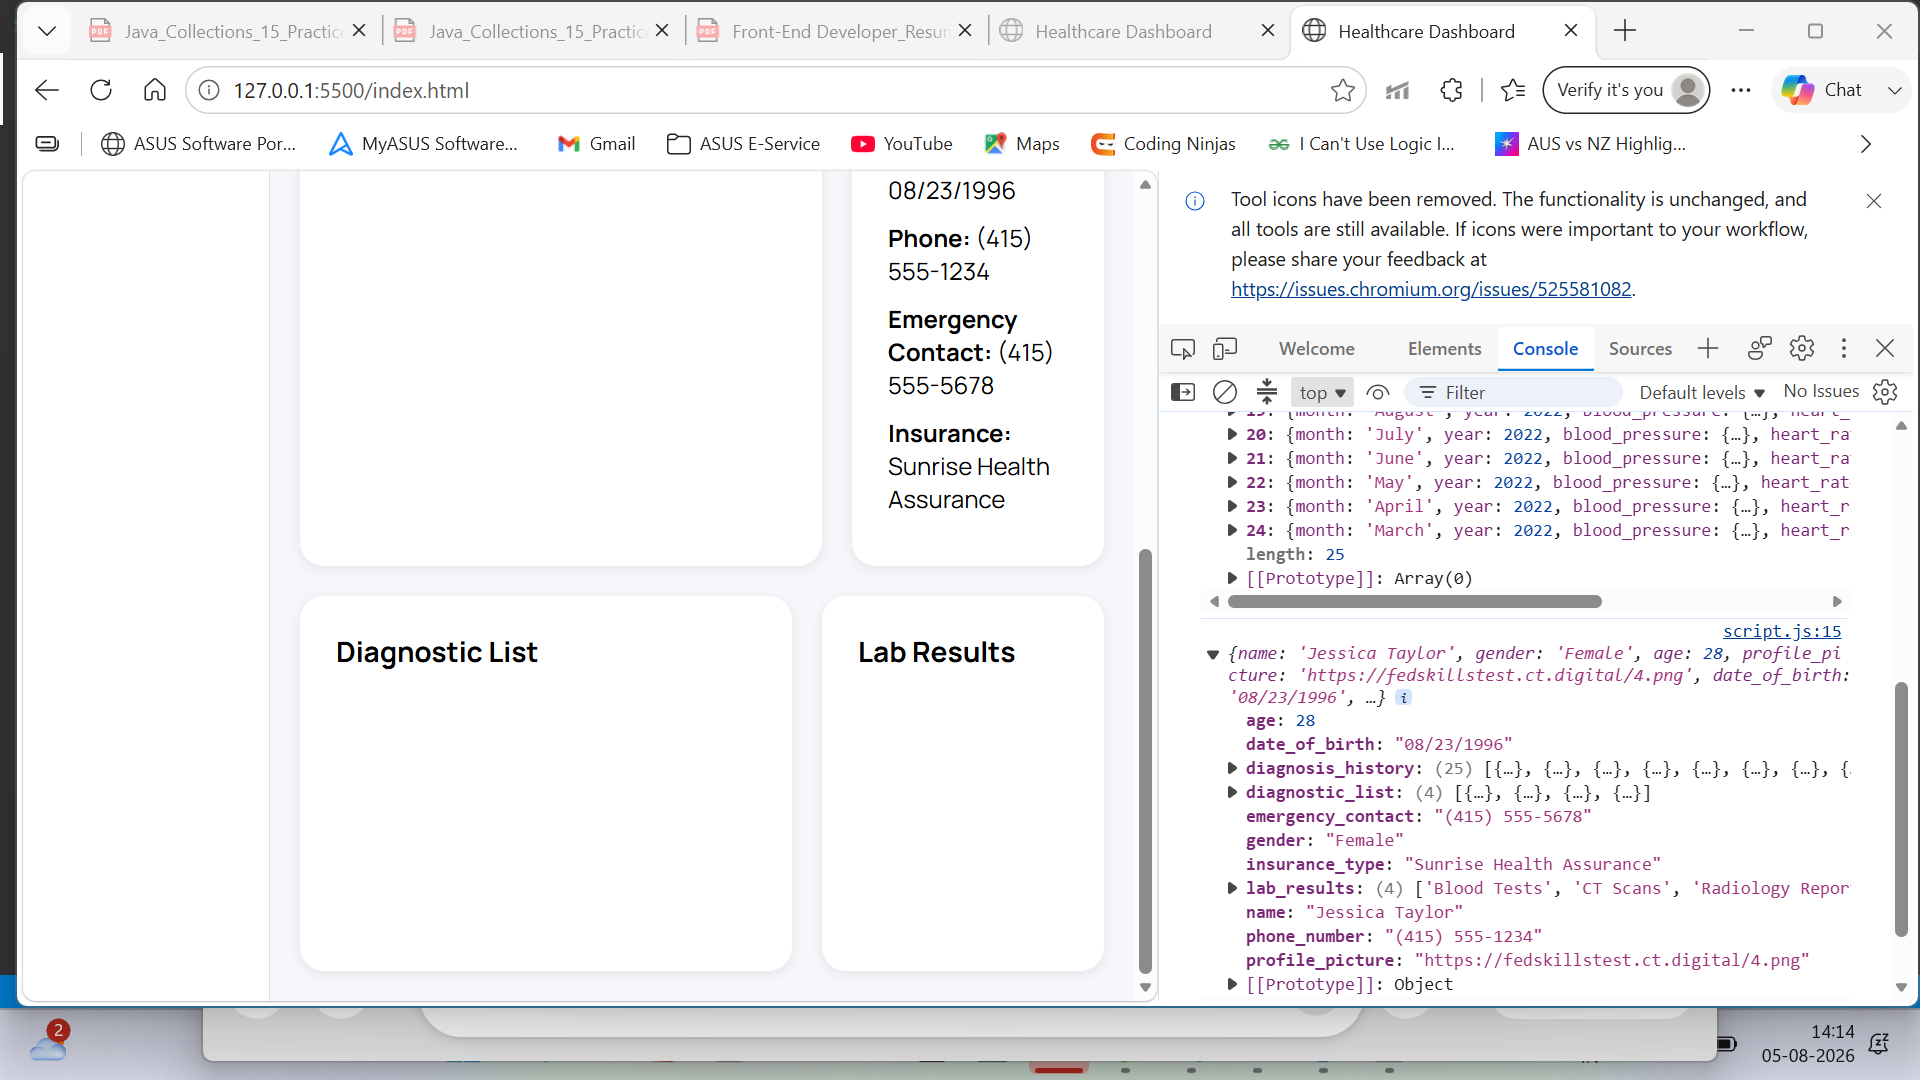 Java_Collections_15_Practice
Java_Collections_15_Practice
Front-End Developer_Resum
Healthcare Dashboard
Healthcare Dashboard
127.0.0.1:5500/index.html
Verify it's you
Chat
ASUS Software Por...
MyASUS Software...
Gmail
ASUS E-Service
YouTube
Maps
Coding Ninjas
I Can't Use Logic I...
AUS vs NZ Highlig...
08/23/1996
Phone: (415)
555-1234
Emergency
Contact: (415)
555-5678
Insurance:
Sunrise Health
Assurance
Diagnostic List
Lab Results
Tool icons have been removed. The functionality is unchanged, and
all tools are still available. If icons were important to your workflow,
please share your feedback at
https://issues.chromium.org/issues/525581082.
Welcome
Elements
Console
Sources
top
Filter
Default levels
No Issues
19: {month: 'August', year: 2022, blood_pressure: {…}, heart_
20: {month: 'July', year: 2022, blood_pressure: {…}, heart_ra
21: {month: 'June', year: 2022, blood_pressure: {…}, heart_ra
22: {month: 'May', year: 2022, blood_pressure: {…}, heart_rat
23: {month: 'April', year: 2022, blood_pressure: {…}, heart_r
24: {month: 'March', year: 2022, blood_pressure: {…}, heart_r
length: 25
[[Prototype]]: Array(0)
script.js:15
{name: 'Jessica Taylor', gender: 'Female', age: 28, profile_pi
cture: 'https://fedskillstest.ct.digital/4.png', date_of_birth:
'08/23/1996', …}
age: 28
date_of_birth: "08/23/1996"
diagnosis_history: (25) [{…}, {…}, {…}, {…}, {…}, {…}, {…}, {
diagnostic_list: (4) [{…}, {…}, {…}, {…}]
emergency_contact: "(415) 555-5678"
gender: "Female"
insurance_type: "Sunrise Health Assurance"
lab_results: (4) ['Blood Tests', 'CT Scans', 'Radiology Repor
name: "Jessica Taylor"
phone_number: "(415) 555-1234"
profile_picture: "https://fedskillstest.ct.digital/4.png"
[[Prototype]]: Object
2
14:14
05-08-2026